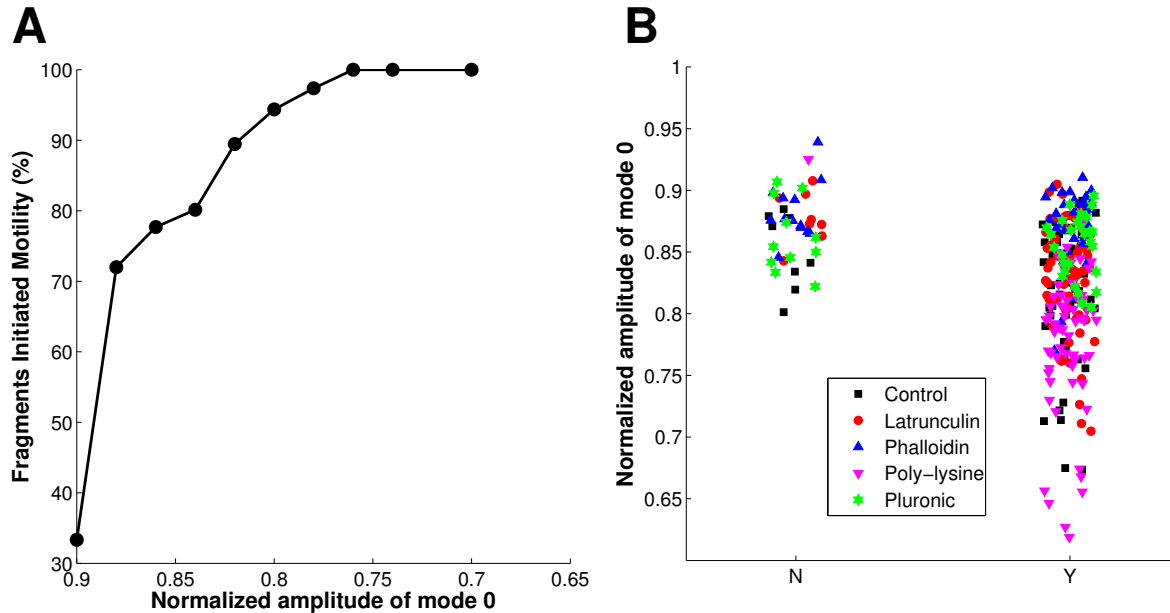 A
Fragments Initiated Motility (%)
100
90
80
70
60
50
40
30
0.9
0.85
0.8
0.75
0.7
0.65
Normalized amplitude of mode 0
B
Normalized amplitude of mode 0
1
0.95
0.9
0.85
0.8
0.75
0.7
0.65
Control
Latrunculin
Phalloidin
Poly−lysine
Pluronic
N
Y